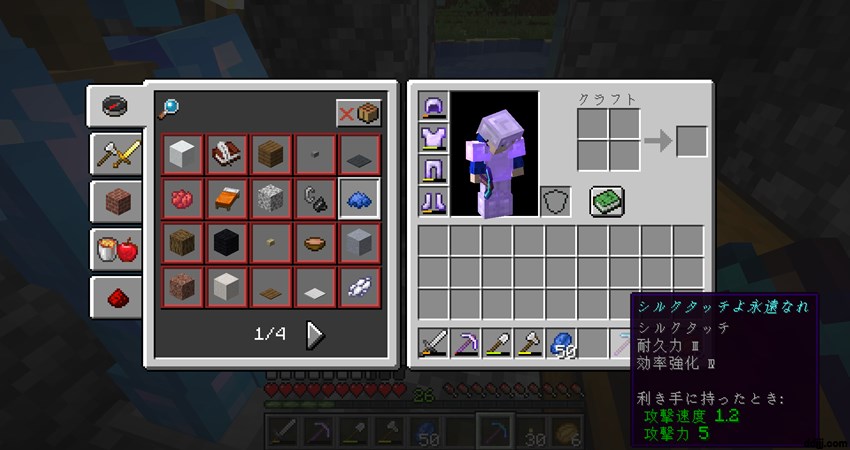 クラフト
1/4
50
シルクタッチよ永遠なれ
シルクタッチ
耐久力 Ⅲ
効率強化 Ⅳ
利き手に持ったとき:
攻撃速度 1.2
攻撃力 5
26
50
30
6